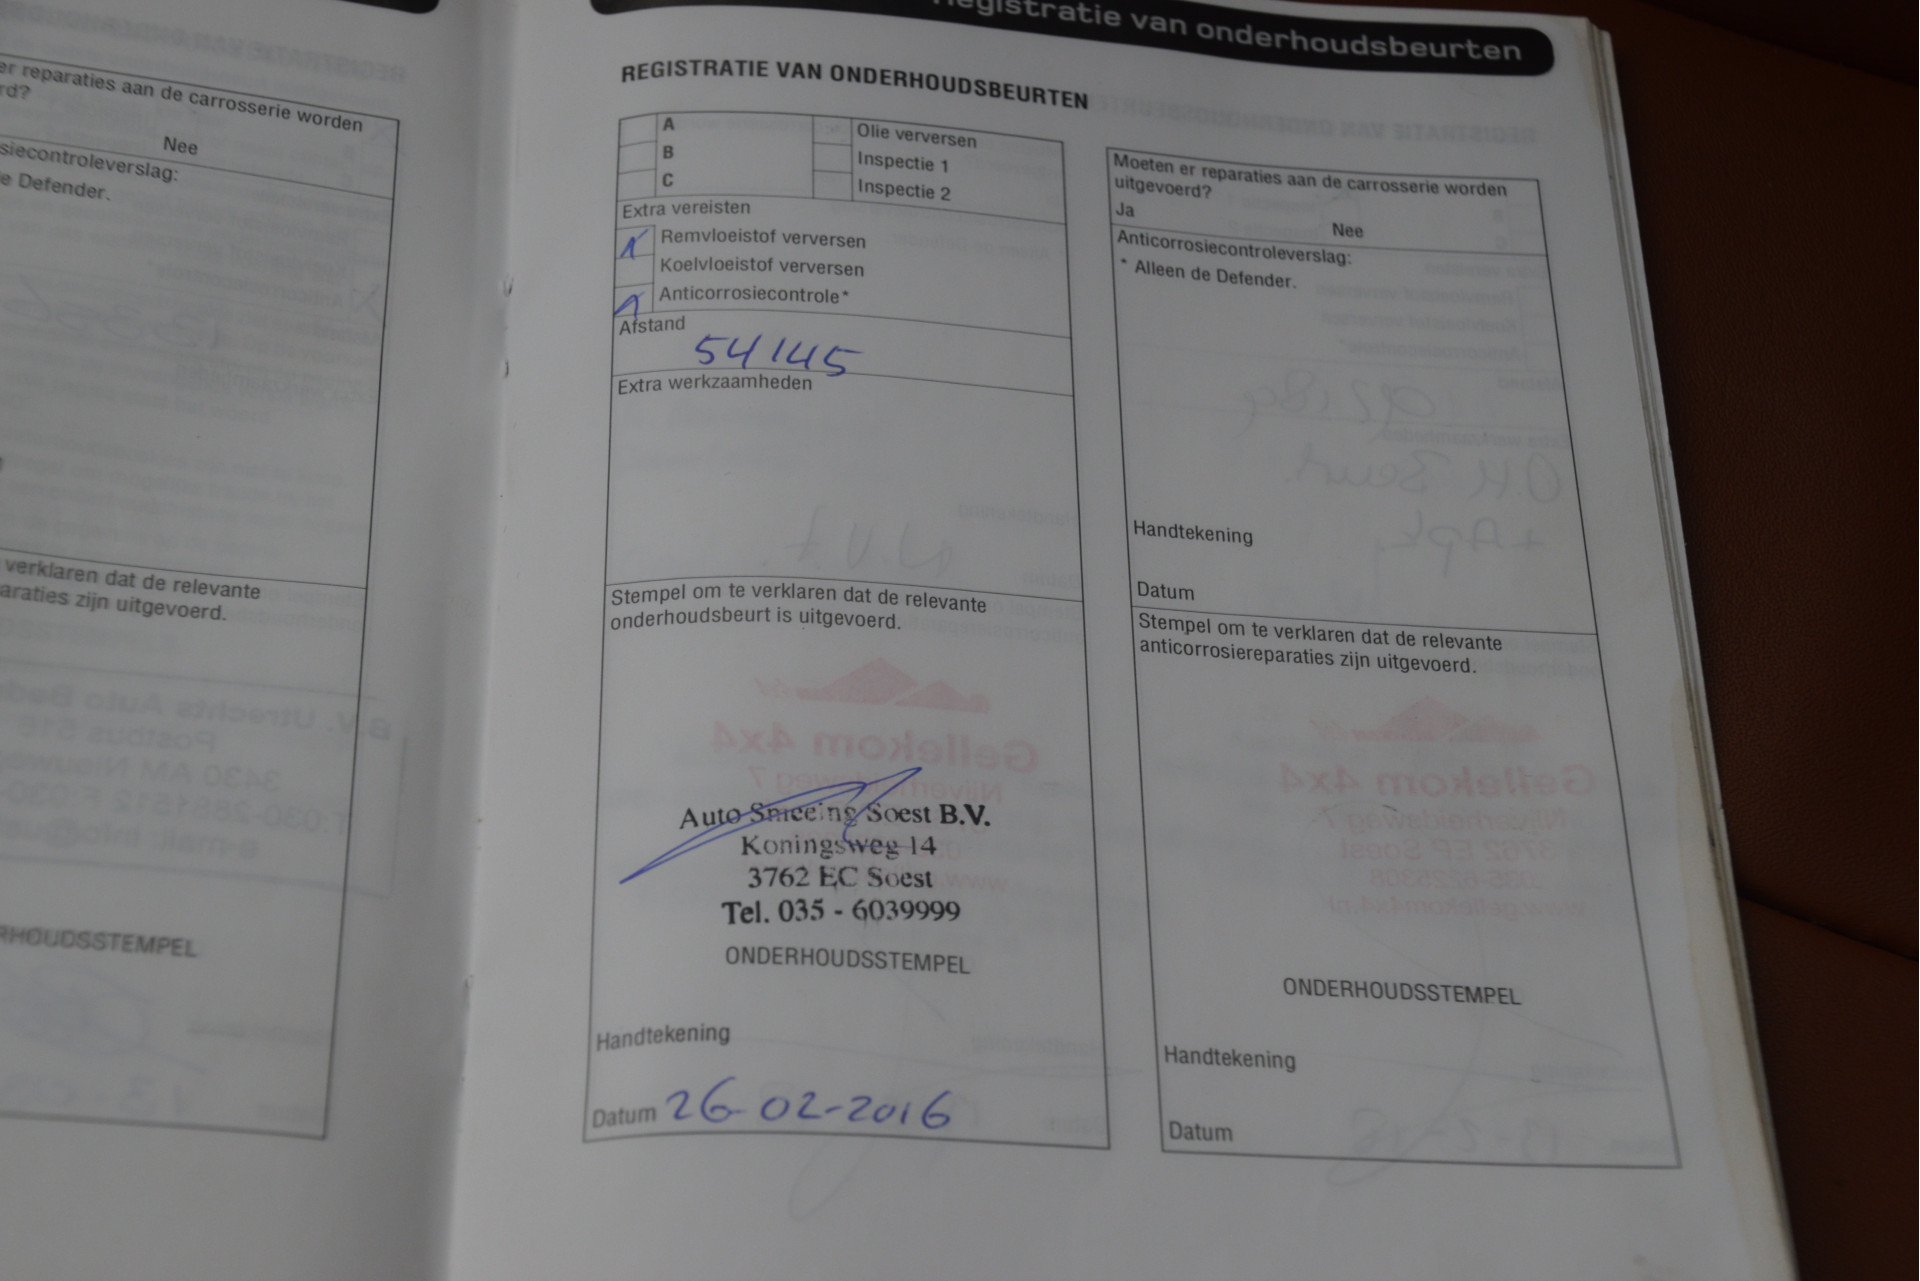 er reparaties aan de carrosserie worden
rd?
Nee
siecontroleverslag:
e Defender.
verklaren dat de relevante
araties zijn uitgevoerd.
RHOUDSSTEMPEL
Registratie van onderhoudsbeurten
REGISTRATIE VAN ONDERHOUDSBEURTEN
A
B
C
Olie verversen
Inspectie 1
Inspectie 2
Extra vereisten
Remvloeistof verversen
Koelvloeistof verversen
Anticorrosiecontrole*
Afstand
54145
Extra werkzaamheden
Stempel om te verklaren dat de relevante
onderhoudsbeurt is uitgevoerd.
Auto Soest B.V.
Koningsweg 14
3762 EC Soest
Tel. 035 - 6039999
ONDERHOUDSSTEMPEL
Handtekening
Datum 26-02-2016
Moeten er reparaties aan de carrosserie worden
uitgevoerd?
Ja
Nee
Anticorrosiecontroleverslag:
* Alleen de Defender.
Handtekening
Datum
Stempel om te verklaren dat de relevante
anticorrosiereparaties zijn uitgevoerd.
ONDERHOUDSSTEMPEL
Handtekening
Datum